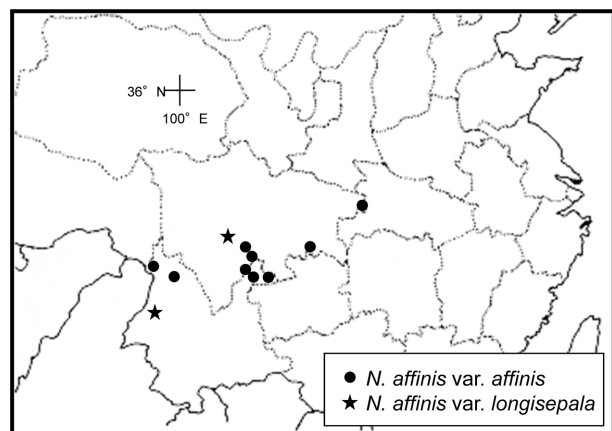 36° N
100° E
N. affinis var. affinis
N. affinis var. longisepala